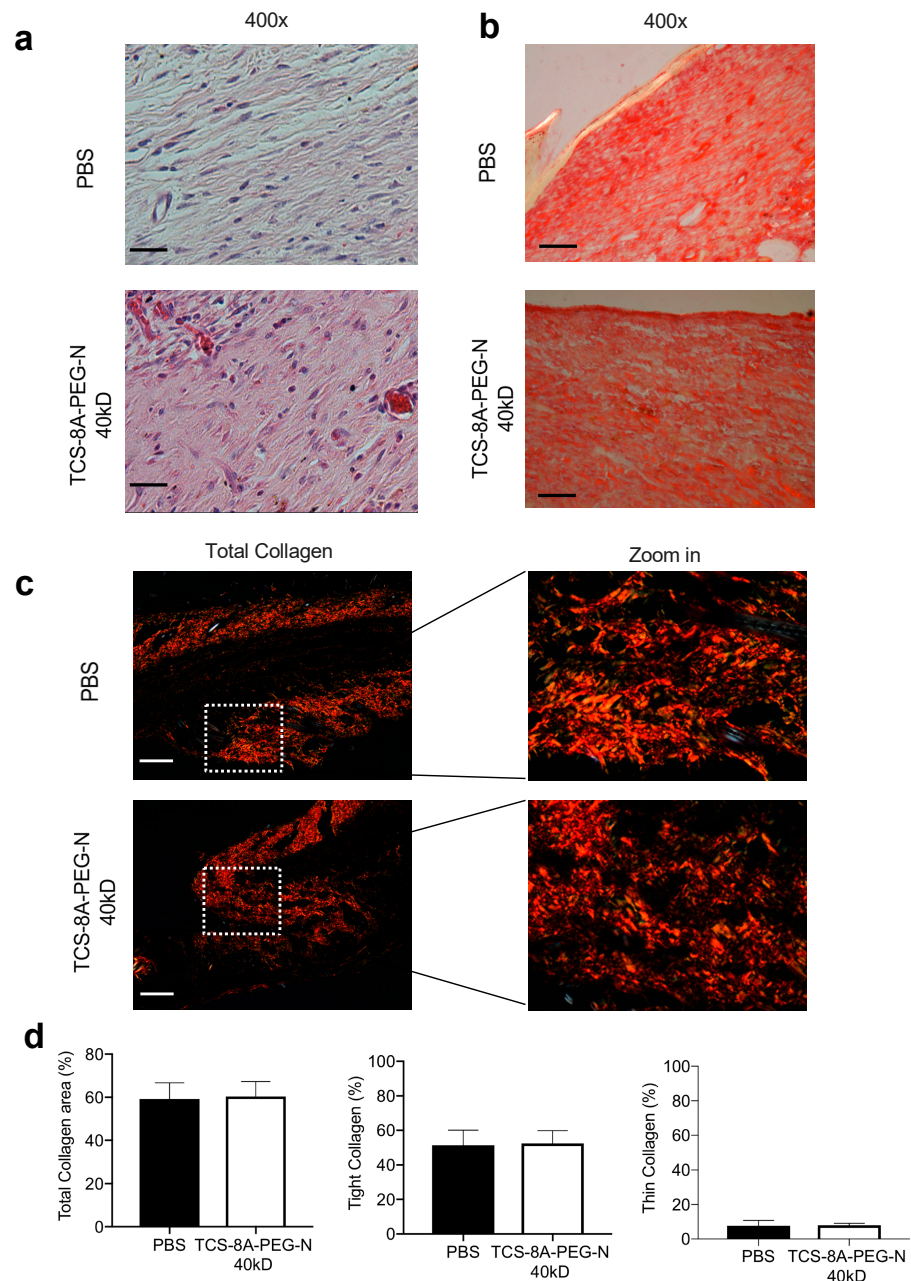 a
400x
PBS
TCS-8A-PEG-N
40kD
b
400x
PBS
TCS-8A-PEG-N
40kD
c
Total Collagen
Zoom in
PBS
TCS-8A-PEG-N
40kD
d
Total Collagen area (%)
80
60
40
20
0
PBS
TCS-8A-PEG-N
40kD
Tight Collagen (%)
100
80
60
40
20
0
PBS
TCS-8A-PEG-N
40kD
Thin Collagen (%)
100
80
60
40
20
0
PBS
TCS-8A-PEG-N
40kD